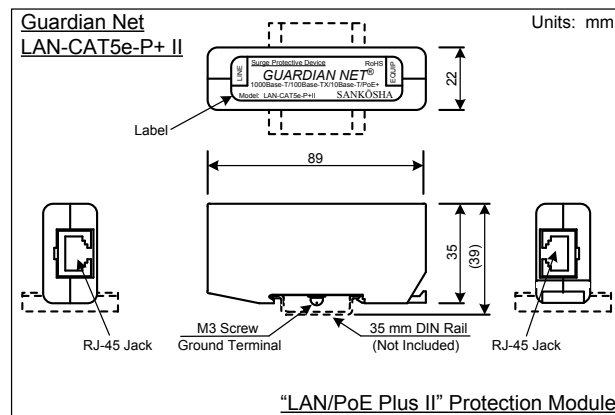 Guardian Net
LAN-CAT5e-P+ II
Units: mm
Surge Protective Device
RoHS
LINE
GUARDIAN NET®
EQUIP
1000Base-T/100Base-TX/10Base-T/PoE+
Model: LAN-CAT5e-P+II
SANKŌSHA
22
Label
89
35
(39)
RJ-45 Jack
M3 Screw
Ground Terminal
35 mm DIN Rail
(Not Included)
RJ-45 Jack
“LAN/PoE Plus II” Protection Module